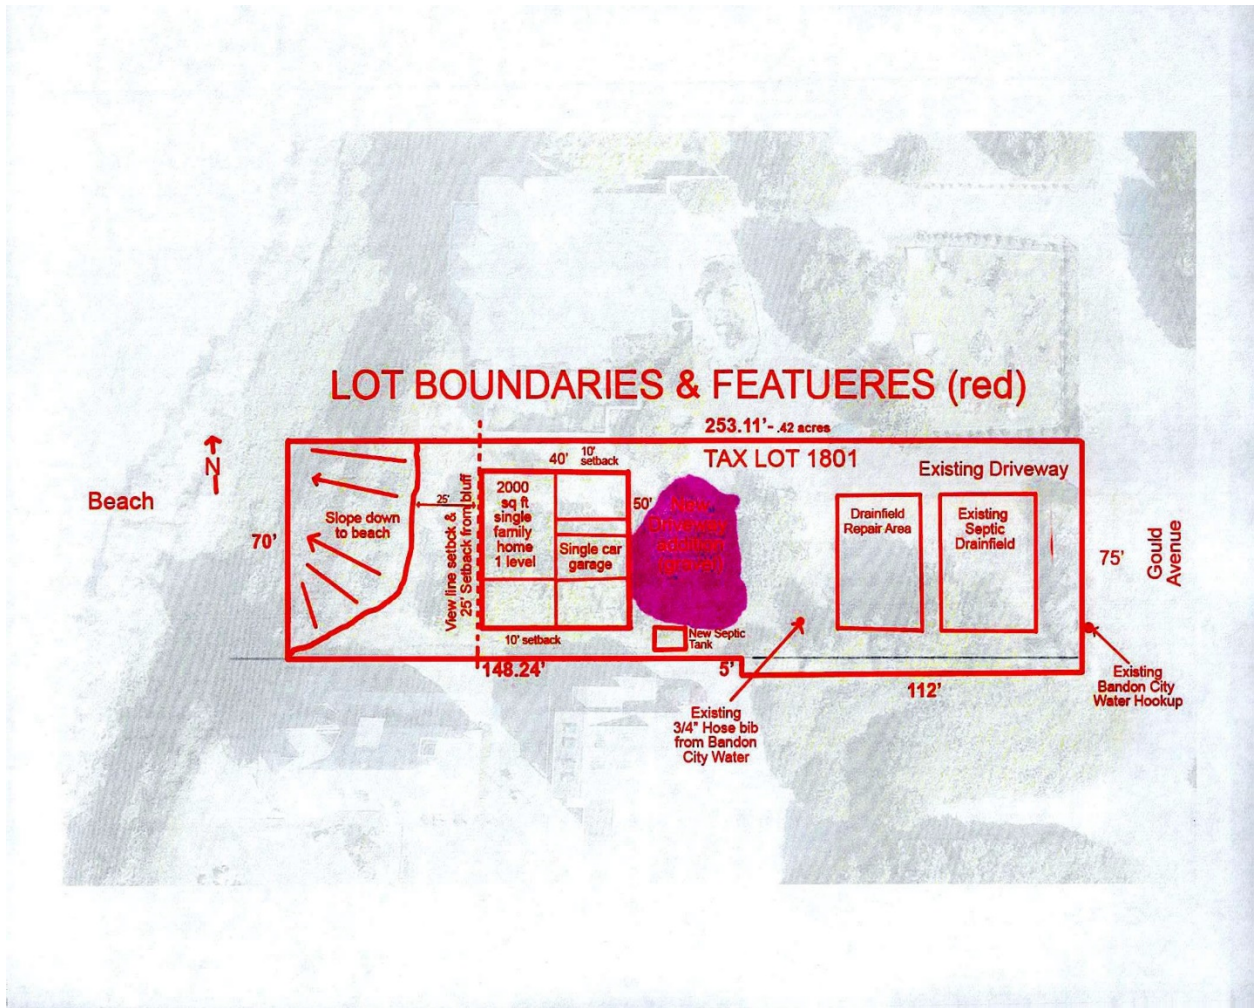 LOT BOUNDARIES & FEATUERES (red)
253.11'- .42 acres
TAX LOT 1801
Existing Driveway
N
Beach
70'
Slope down
to beach
25'
View line setbck &
25' Setback from bluff
40'
10'
setback
2000
sq ft
single
family
home
1 level
50'
Single car
garage
10' setback
New
Driveway
addition
(gravel)
New Septic
Tank
Drainfield
Repair Area
Existing
Septic
Drainfield
75'
Gould
Avenue
148.24'
5'
112'
Existing
3/4" Hose bib
from Bandon
City Water
Existing
Bandon City
Water Hookup